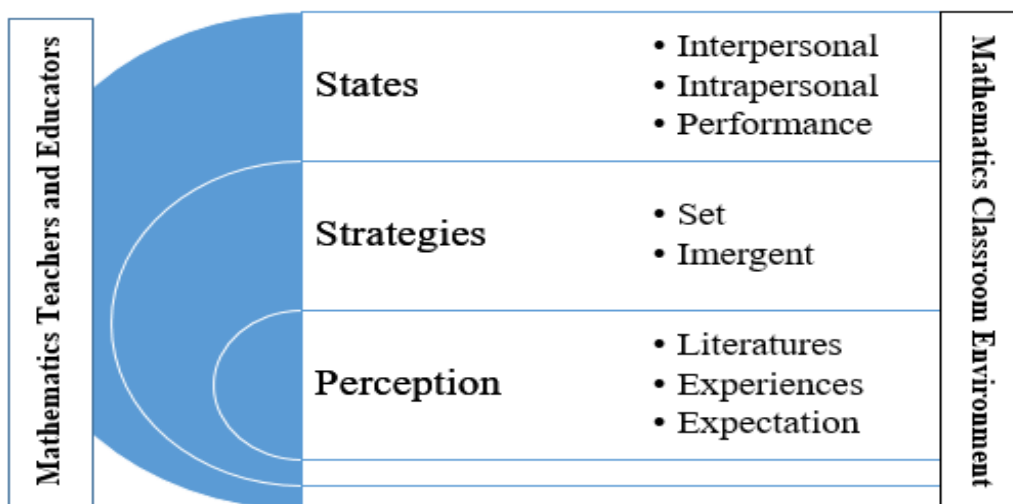 Mathematics Teachers and Educators
States
• Interpersonal
• Intrapersonal
• Performance
Strategies
• Set
• Imergent
Perception
• Literatures
• Experiences
• Expectation
Mathematics Classroom Environment